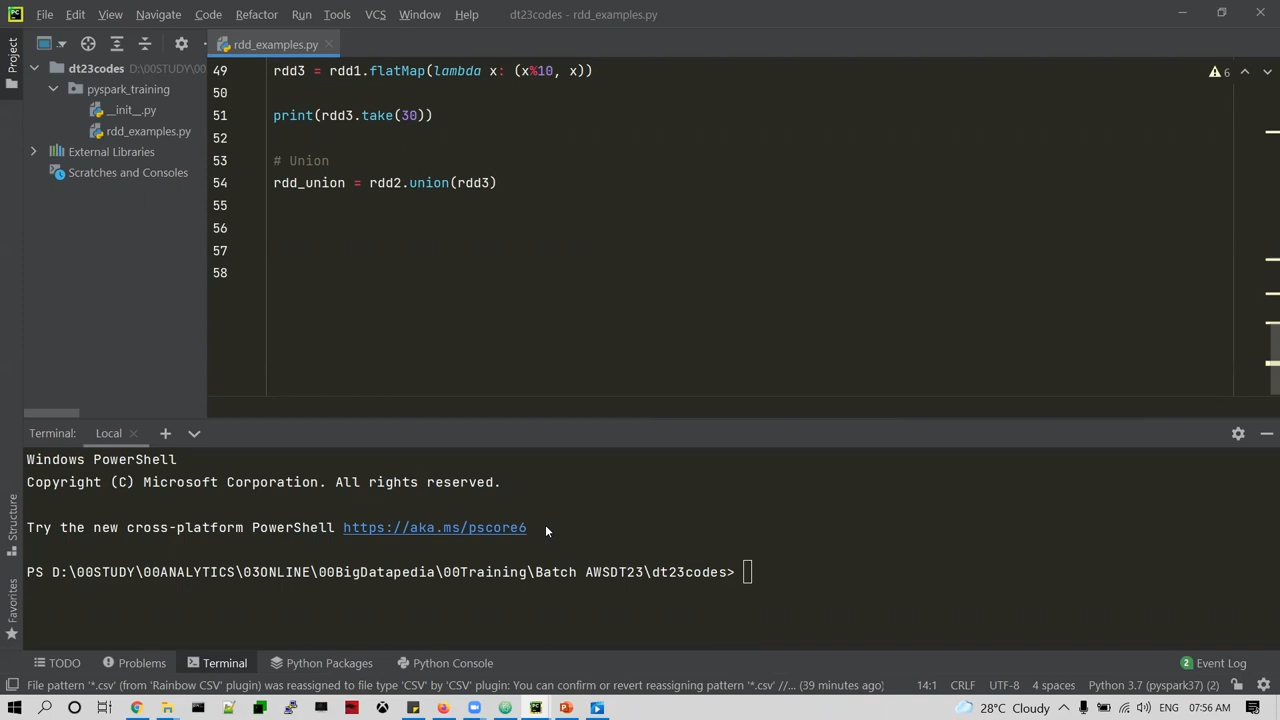 File Edit View Navigate Code Refactor Run Tools VCS Window Help dt23codes - rdd_examples.py
Project
rdd_examples.py
dt23codes D:\00STUDY\00
pyspark_training
__init__.py
rdd_examples.py
External Libraries
Scratches and Consoles
49 rdd3 = rdd1.flatMap(lambda x: (x%10, x))
50
51 print(rdd3.take(30))
52
53 # Union
54 rdd_union = rdd2.union(rdd3)
55
56
57
58
6
Terminal: Local
Windows PowerShell
Copyright (C) Microsoft Corporation. All rights reserved.
Try the new cross-platform PowerShell https://aka.ms/pscore6
PS D:\00STUDY\00ANALYTICS\03ONLINE\00BigDatapedia\00Training\Batch AWSDT23\dt23codes>
Structure
Favorites
TODO Problems Terminal Python Packages Python Console 2 Event Log
File pattern '*.csv' (from 'Rainbow CSV' plugin) was reassigned to file type 'CSV' by 'CSV' plugin: You can confirm or revert reassigning pattern '*.csv' //... (39 minutes ago) 14:1 CRLF UTF-8 4 spaces Python 3.7 (pyspark37) (2)
28°C Cloudy ENG 07:56 AM